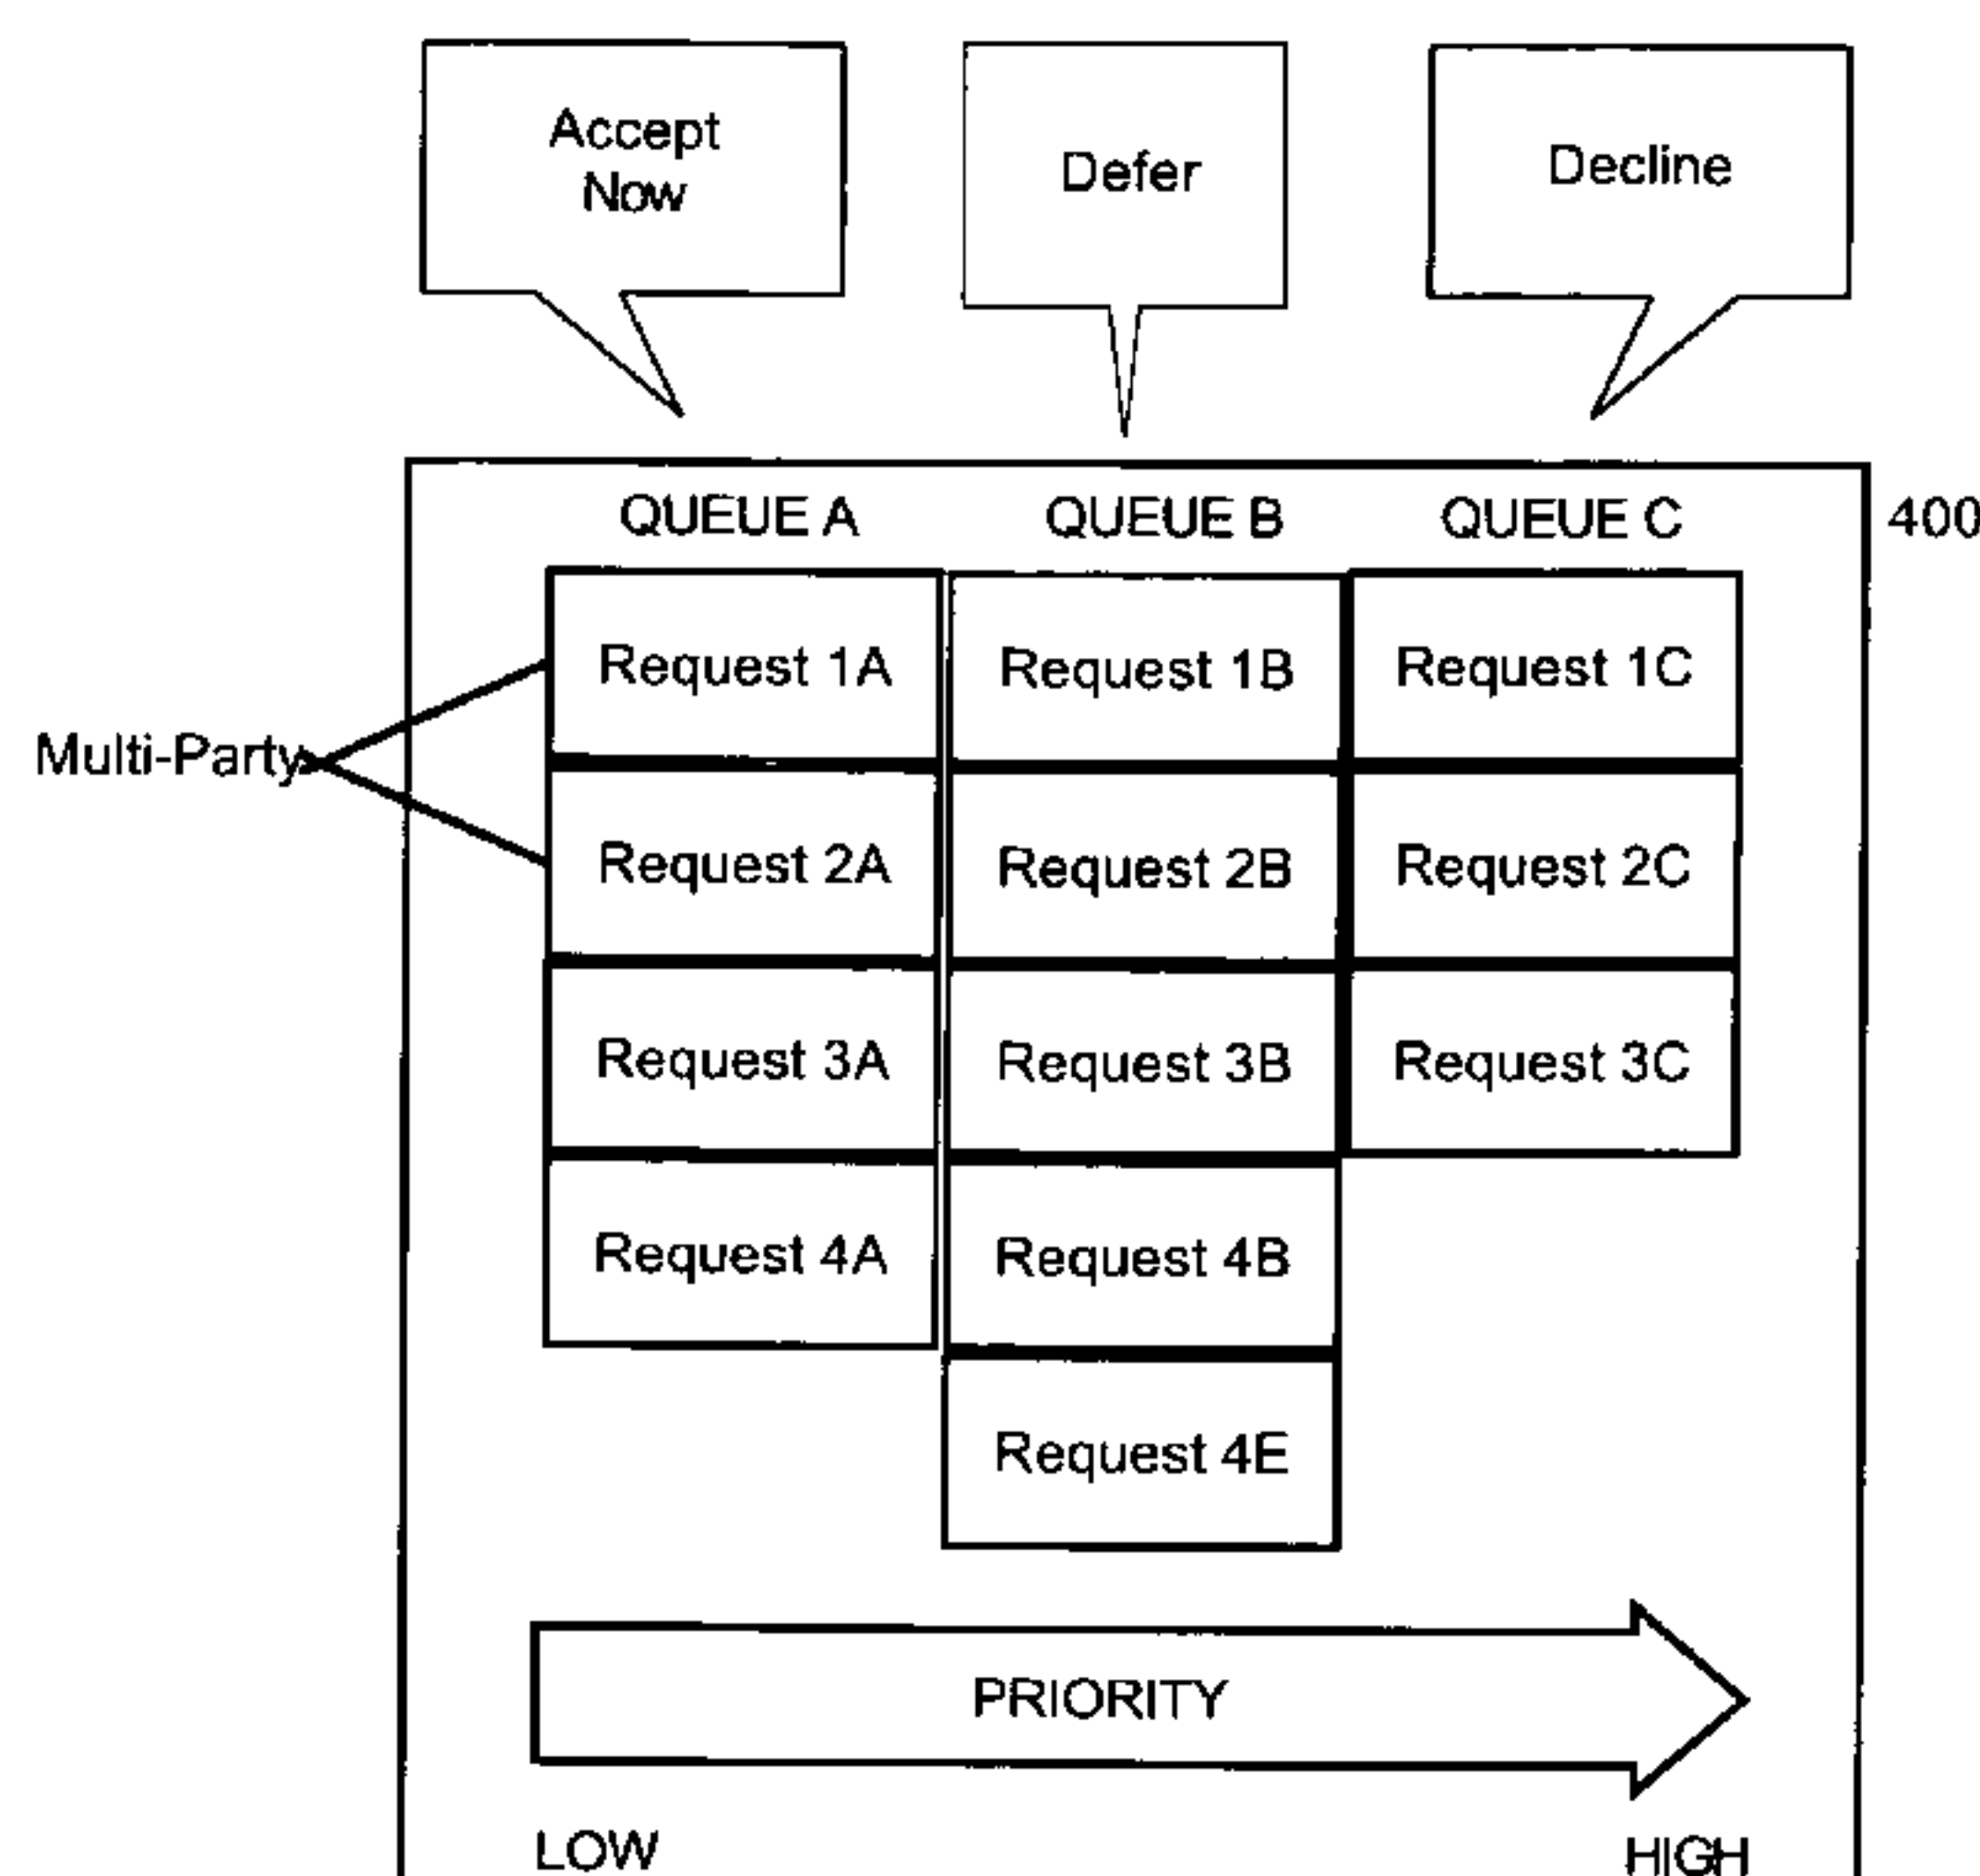 Accept
Now
Defer
Decline
QUEUE A
QUEUE B
QUEUE C
400
Request 1A
Request 1B
Request 1C
Multi-Party
Request 2A
Request 2B
Request 2C
Request 3A
Request 3B
Request 3C
Request 4A
Request 4B
Request 4E
PRIORITY
LOW
HIGH